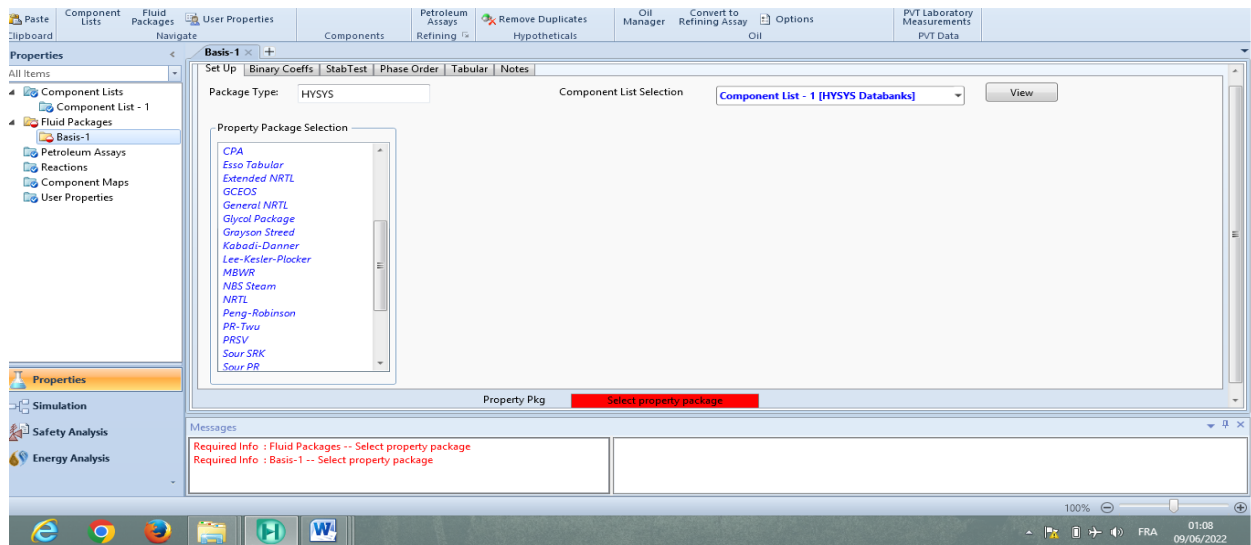 Paste
Component Lists
Fluid Packages
User Properties
Petroleum Assays
Remove Duplicates
Oil Manager
Convert to Refining Assay
Options
PVT Laboratory Measurements
Clipboard
Navigate
Components
Refining
Hypotheticals
Oil
PVT Data
Properties <
All Items
Component Lists
Component List - 1
Fluid Packages
Basis-1
Petroleum Assays
Reactions
Component Maps
User Properties
Properties
Simulation
Safety Analysis
Energy Analysis
Basis-1 × +
Set Up Binary Coeffs StabTest Phase Order Tabular Notes
Package Type: HYSYS Component List Selection Component List - 1 [HYSYS Databanks] View
Property Package Selection
CPA
Esso Tabular
Extended NRTL
GCEOS
General NRTL
Glycol Package
Grayson Streed
Kabadi-Danner
Lee-Kesler-Plocker
MBWR
NBS Steam
NRTL
Peng-Robinson
PR-Twu
PRSV
Sour SRK
Sour PR
Property Pkg Select property package
Messages
Required Info : Fluid Packages -- Select property package
Required Info : Basis-1 -- Select property package
100%
FRA
01:08
09/06/2022